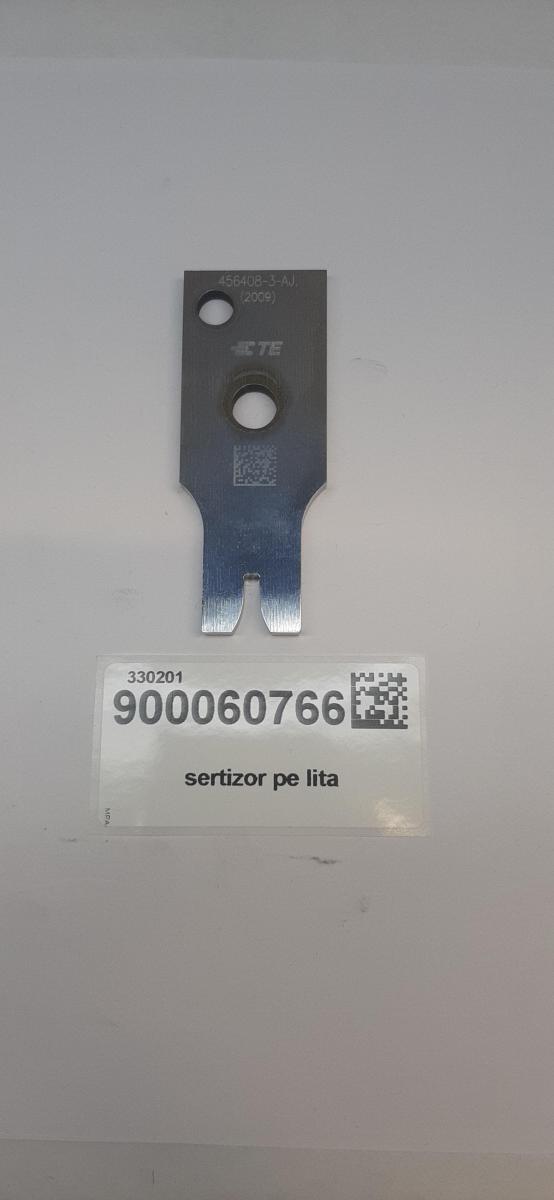 456408-3-AJ.
(2009)
TE
330201
900060766
sertizor pe lita